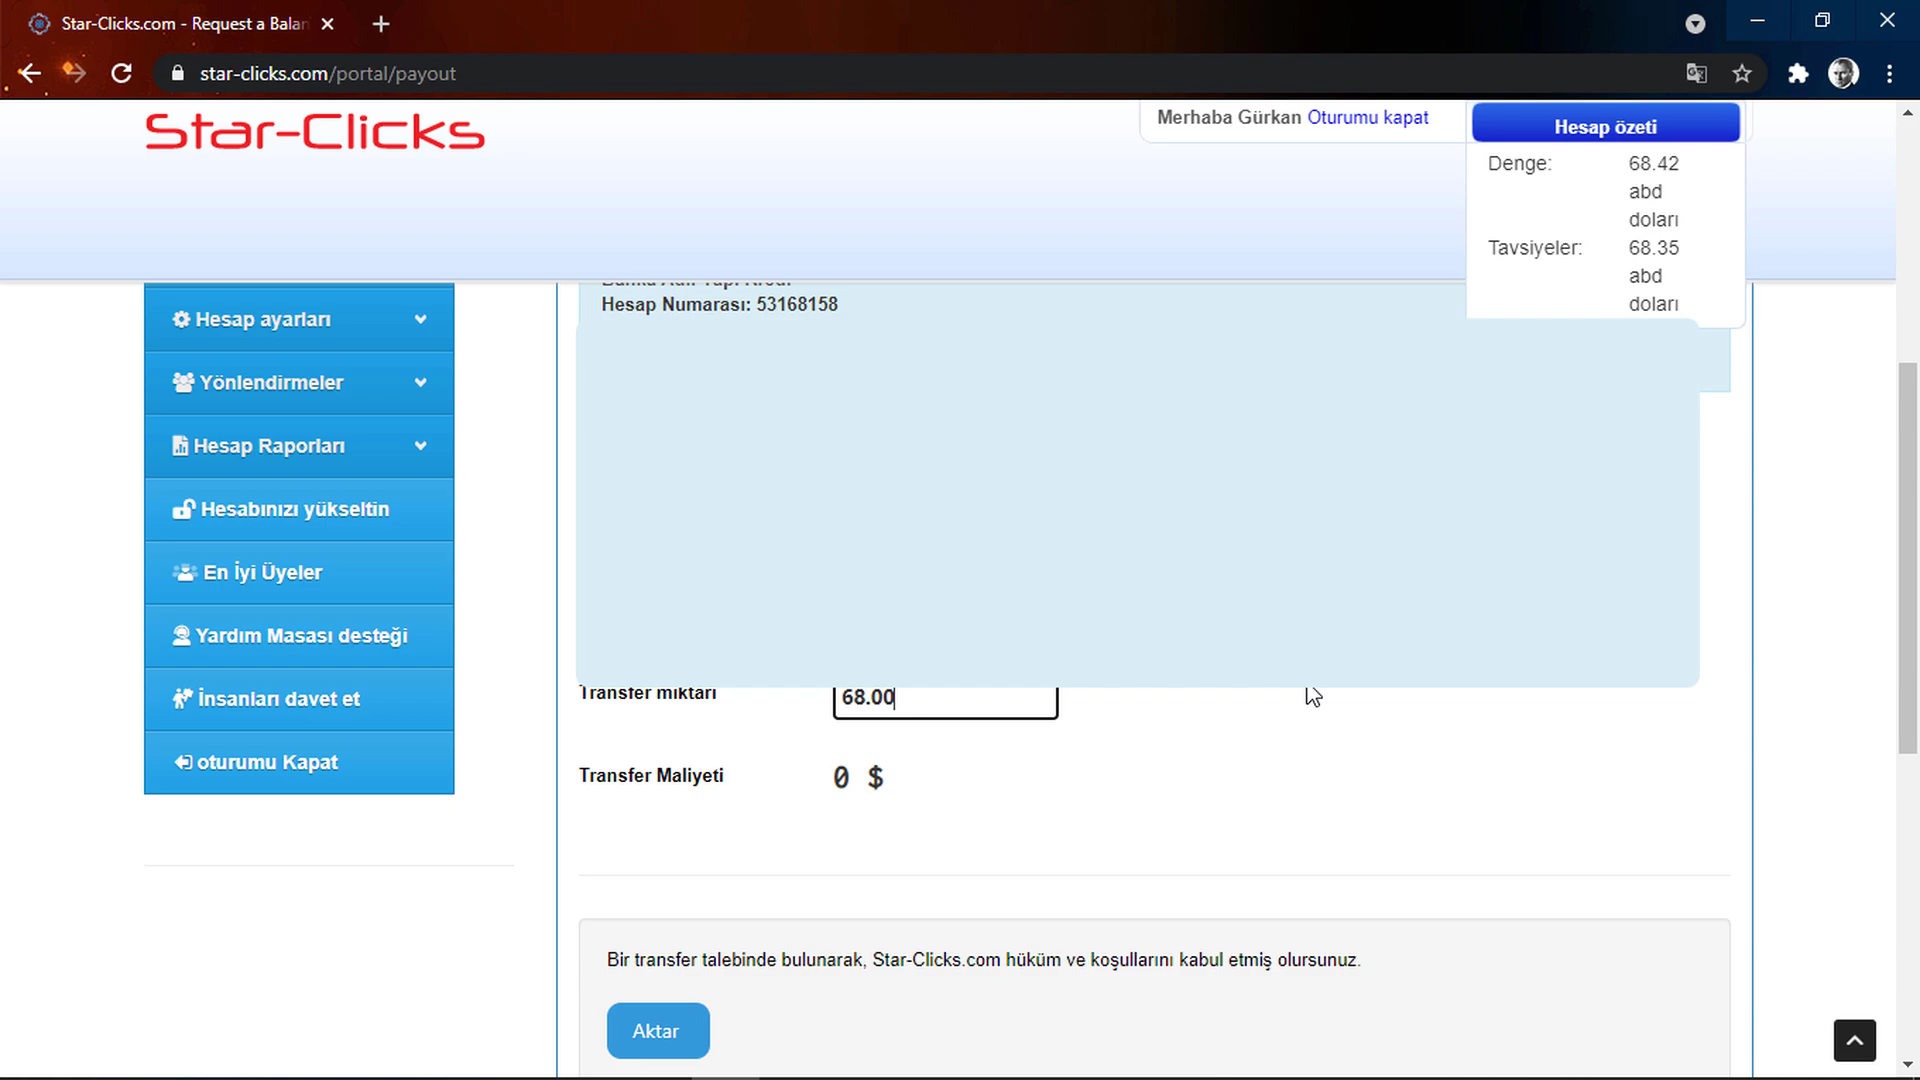 Star-Clicks.com - Request a Balan
star-clicks.com/portal/payout
Star-Clicks
Merhaba Gürkan Oturumu kapat
Hesap özeti
Denge: 68.42
abd
doları
Tavsiyeler: 68.35
abd
doları
Hesap Numarası: 53168158
Hesap ayarları
Yönlendirmeler
Hesap Raporları
Hesabınızı yükseltin
En İyi Üyeler
Yardım Masası desteği
İnsanları davet et
oturumu Kapat
Transfer miktarı 68.00
Transfer Maliyeti 0 $
Bir transfer talebinde bulunarak, Star-Clicks.com hüküm ve koşullarını kabul etmiş olursunuz.
Aktar